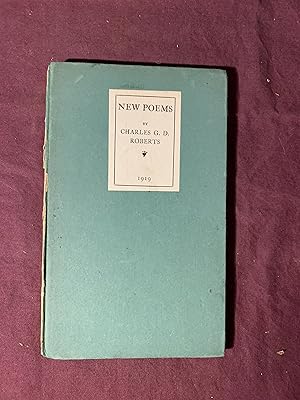 NEW POEMS
BY
CHARLES G. D.
ROBERTS
1919